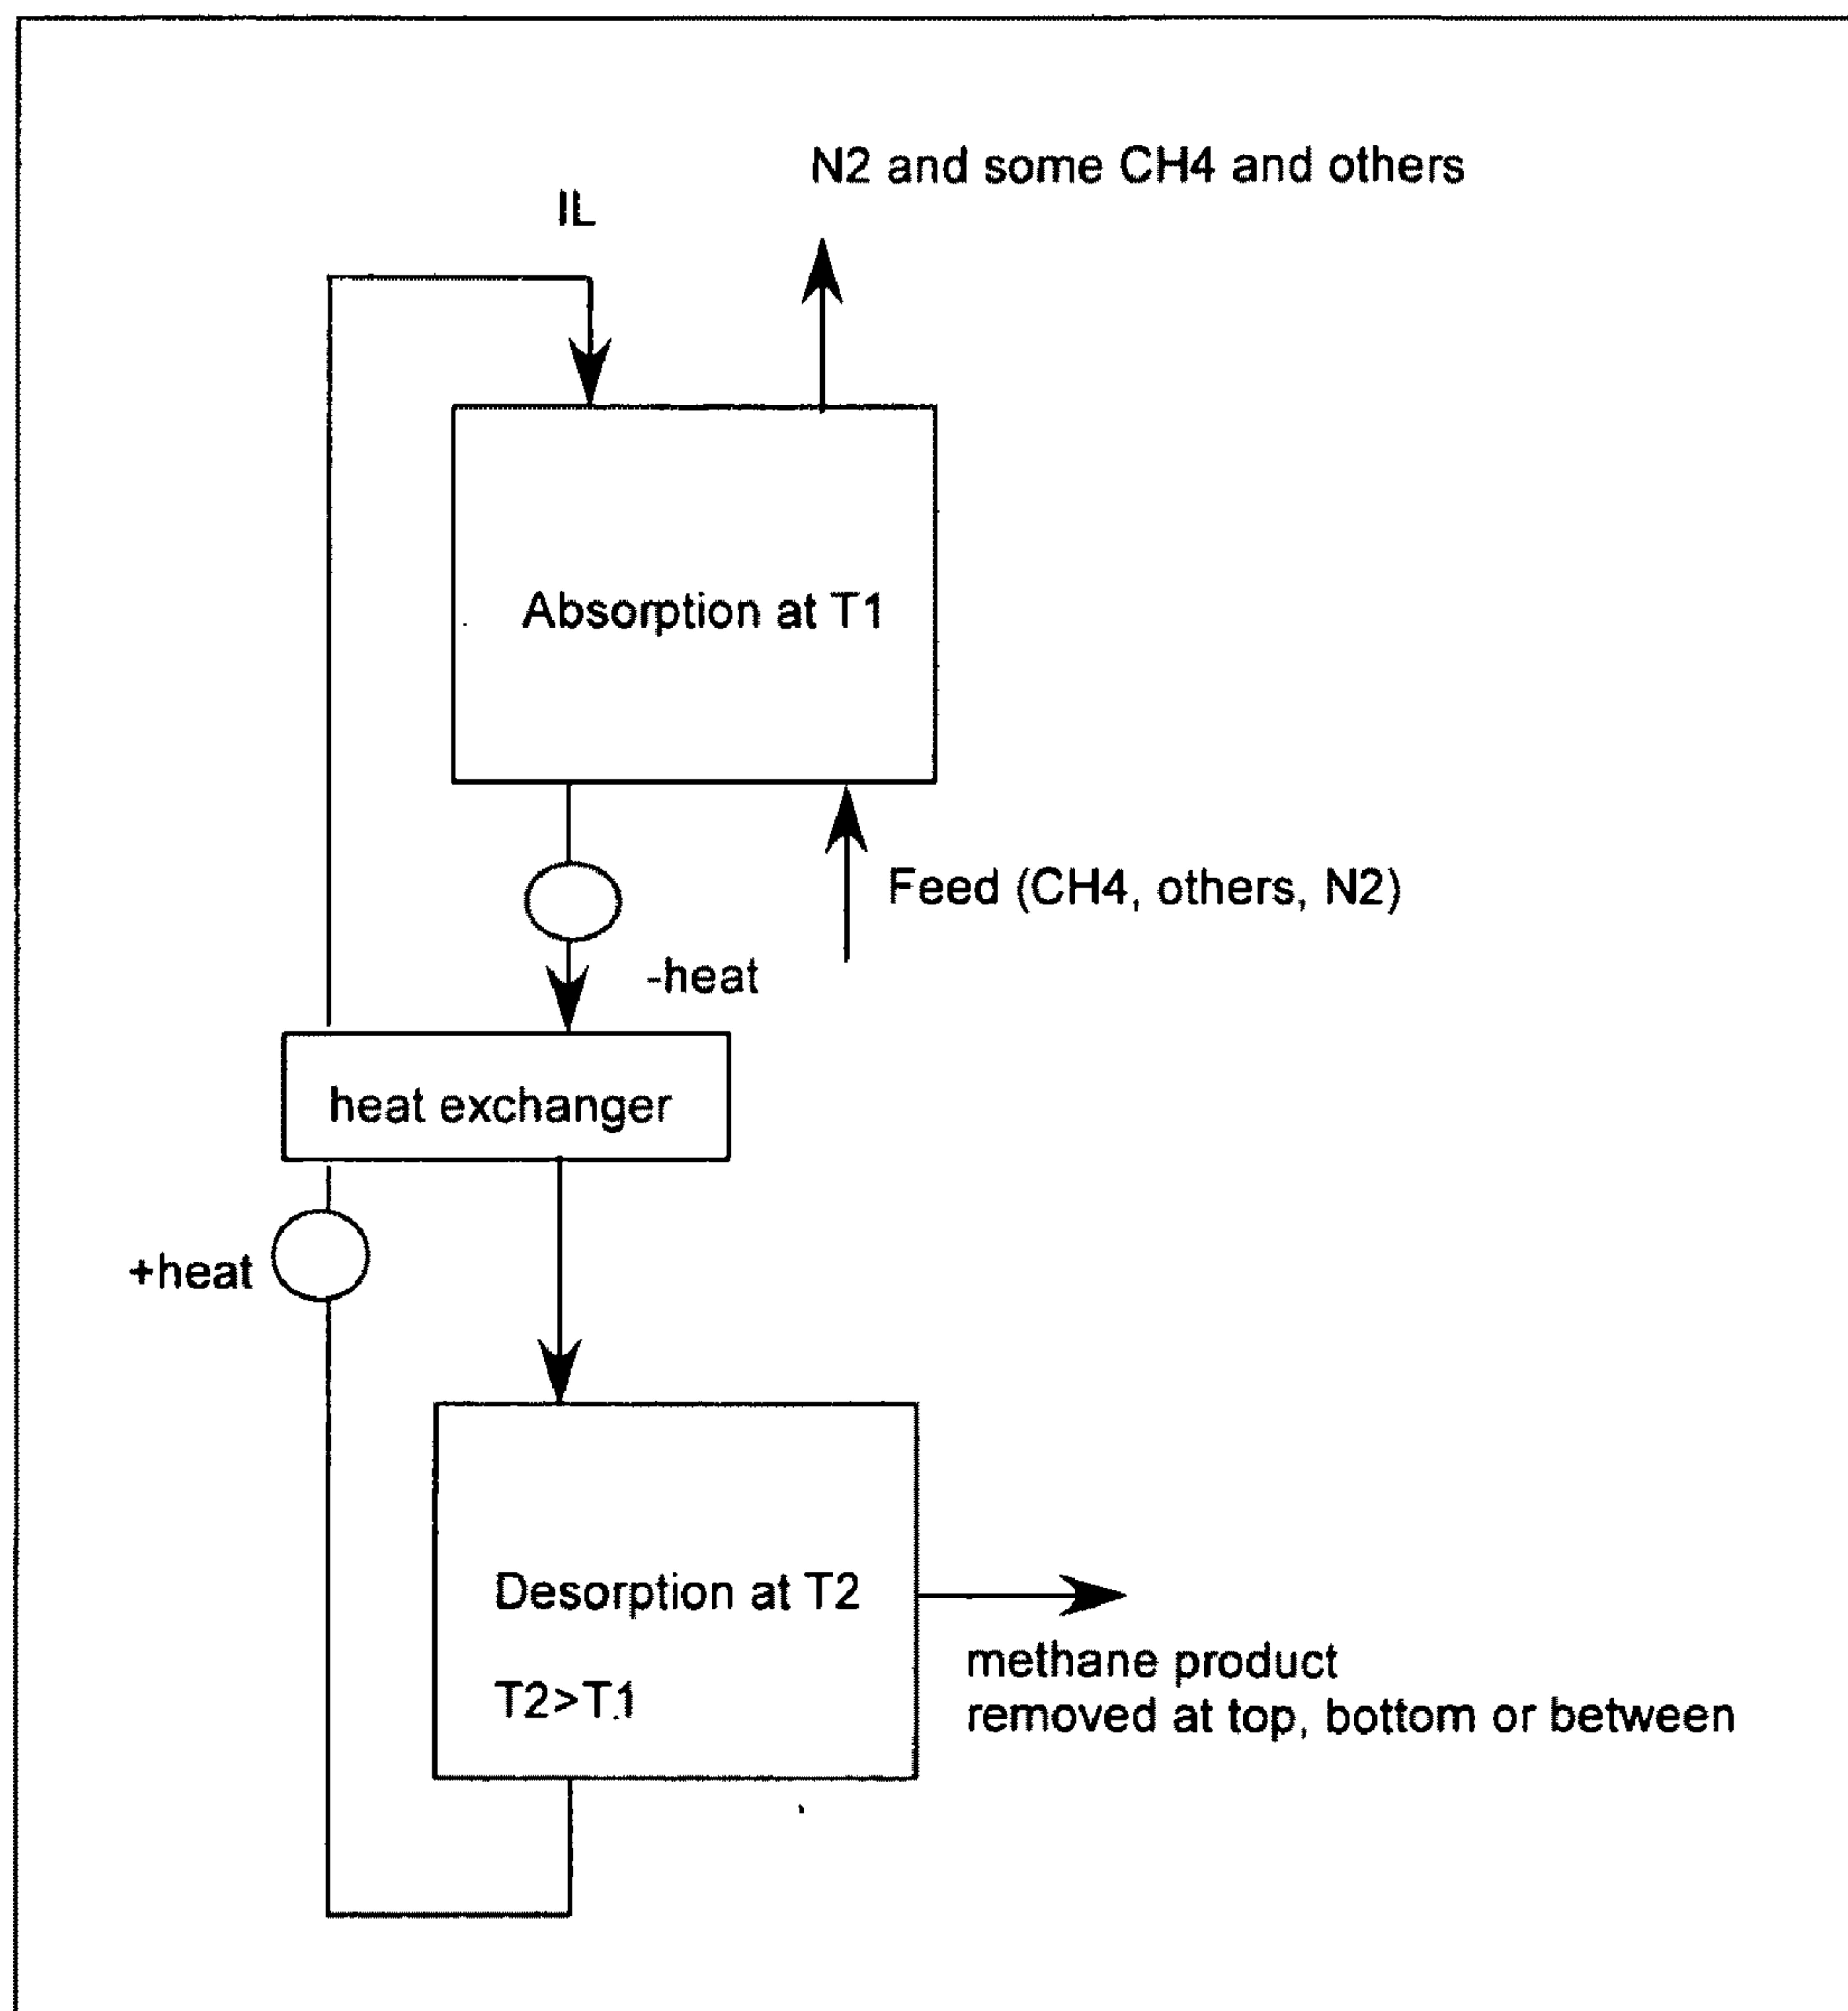 N2 and some CH4 and others
IL
Absorption at T1
Feed (CH4, others, N2)
-heat
heat exchanger
+heat
Desorption at T2
T2>T1
methane product
removed at top, bottom or between